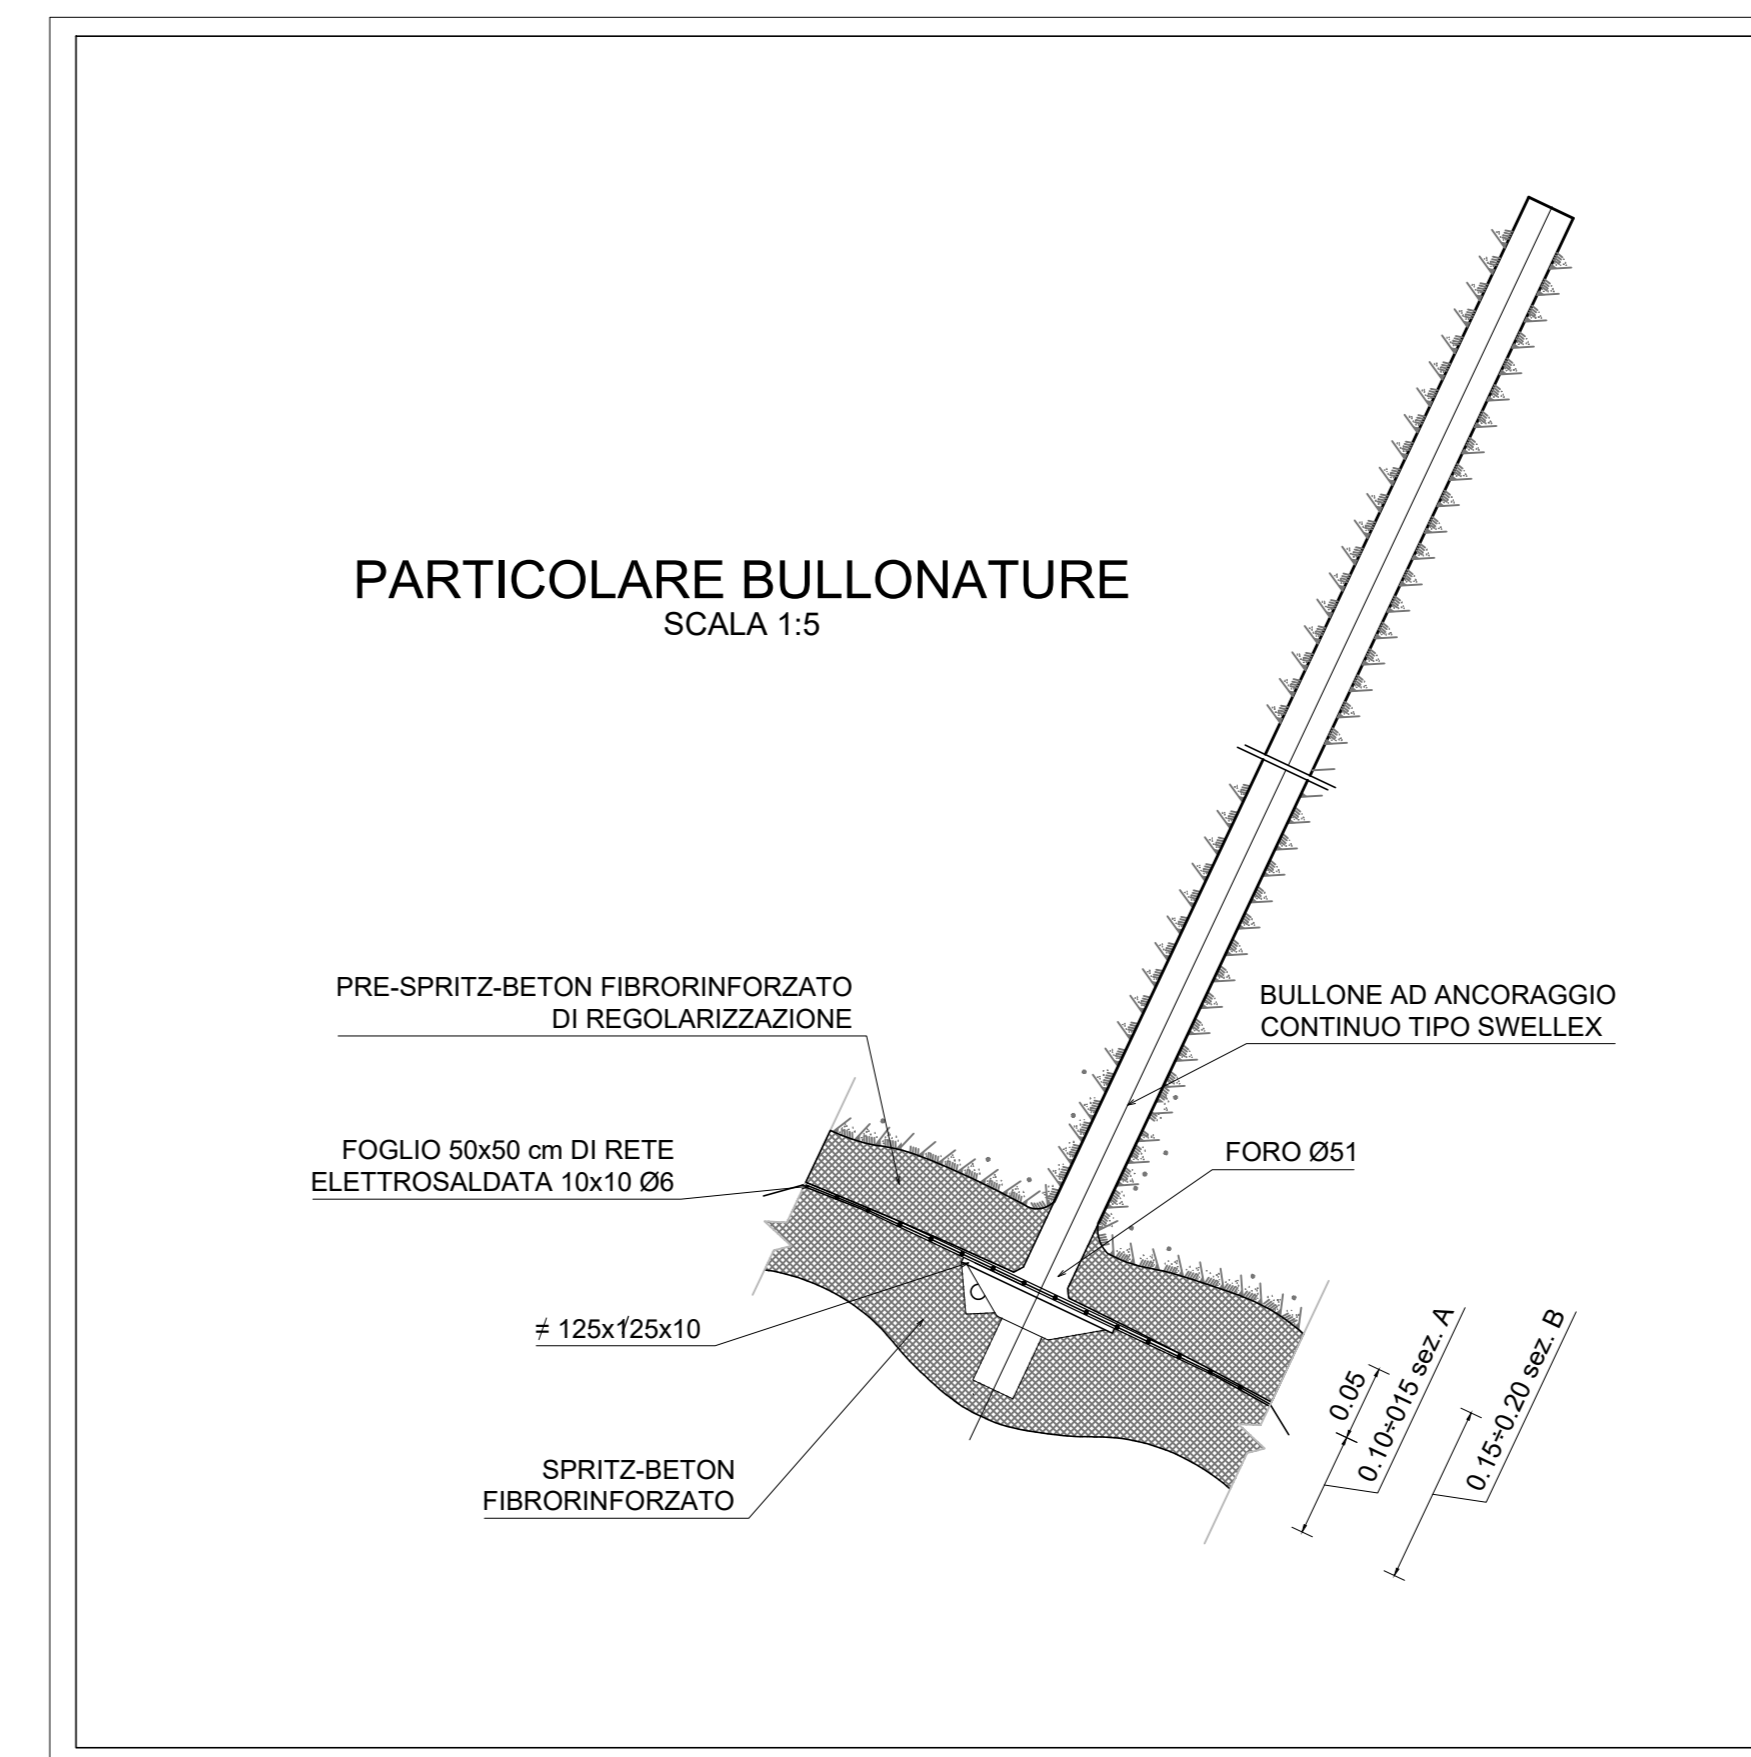 PARTICOLARE BULLONATURE
SCALA 1:5
PRE-SPRITZ-BETON FIBRORINFORZATO
DI REGOLARIZZAZIONE
BULLONE AD ANCORAGGIO
CONTINUO TIPO SWELLEX
FOGLIO 50x50 cm DI RETE
ELETTROSALDATA 10x10 Ø6
FORO Ø51
≠ 125x125x10
SPRITZ-BETON
FIBRORINFORZATO
0.05
0.10÷015 sez. A
0.15÷0.20 sez. B